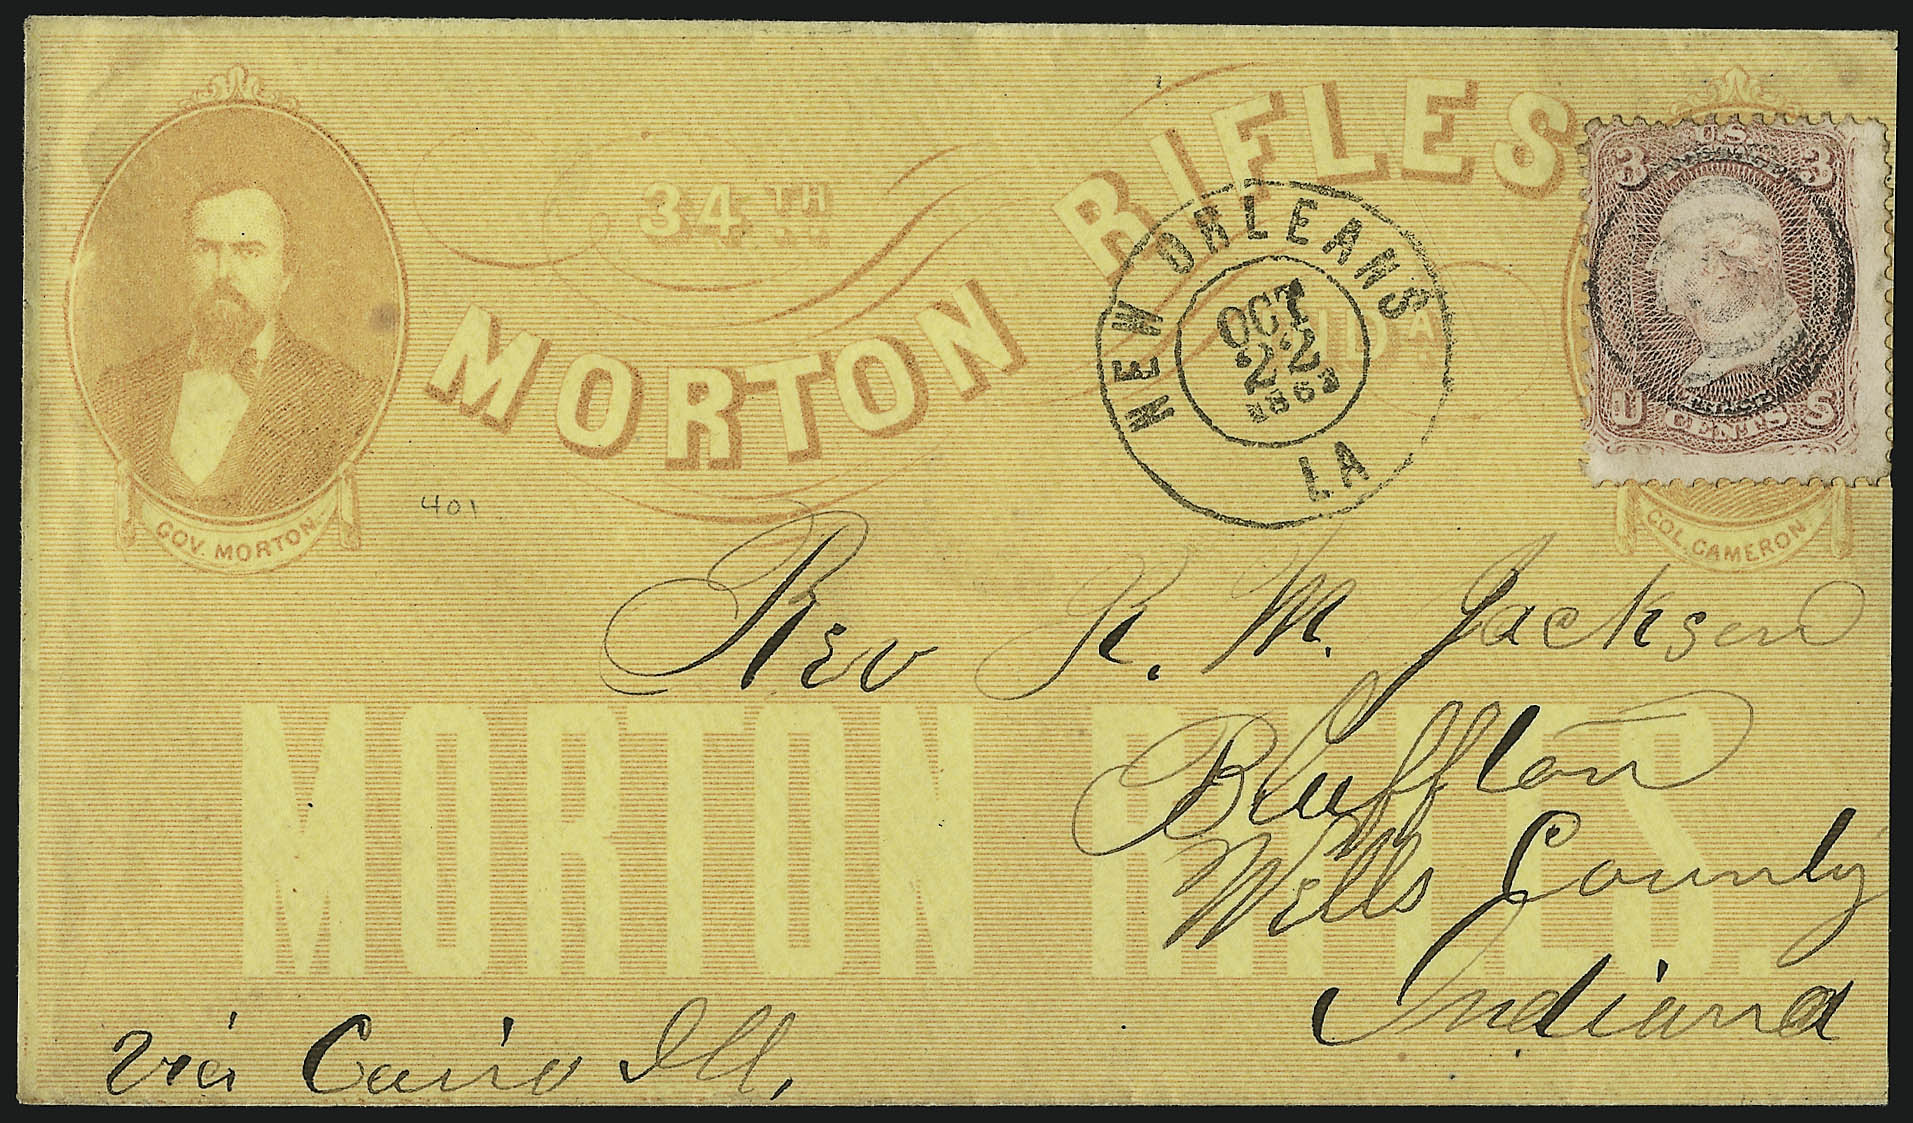 34TH
MORTON RIFLES
IND A.
GOV. MORTON.
COL. CAMERON.
NEW ORLEANS
OCT
22
1863
LA
US
3 3
U S
CENTS
401
Rev R. M. Jackson
MORTON RIFLES.
Bluffton
Wells County
Indiana
via Cairo Ill.